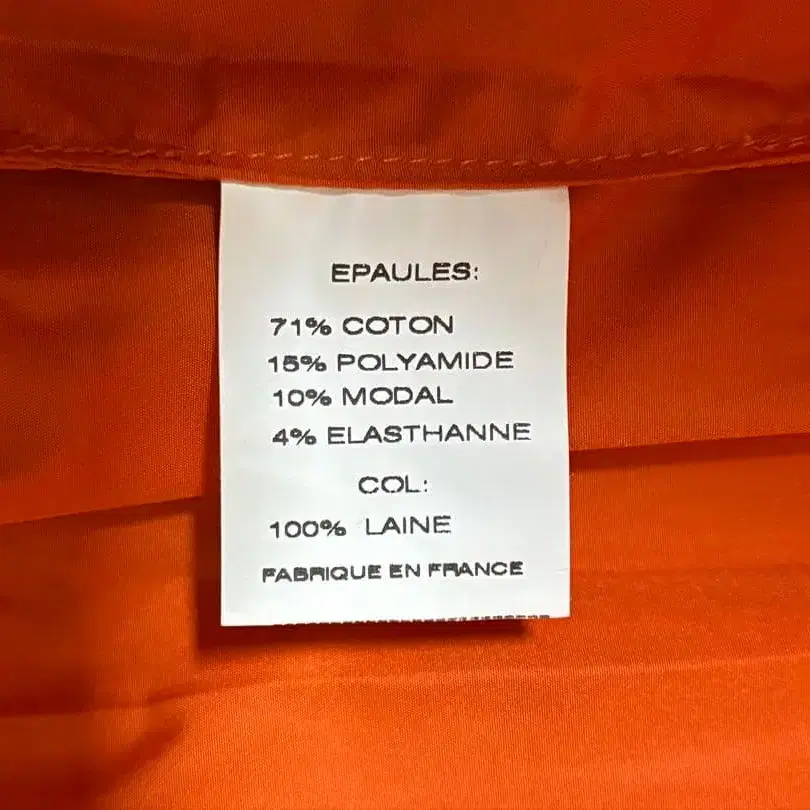 EPAULES:
71% COTON
15% POLYAMIDE
10% MODAL
4% ELASTHANNE
COL:
100% LAINE
FABRIQUE EN FRANCE